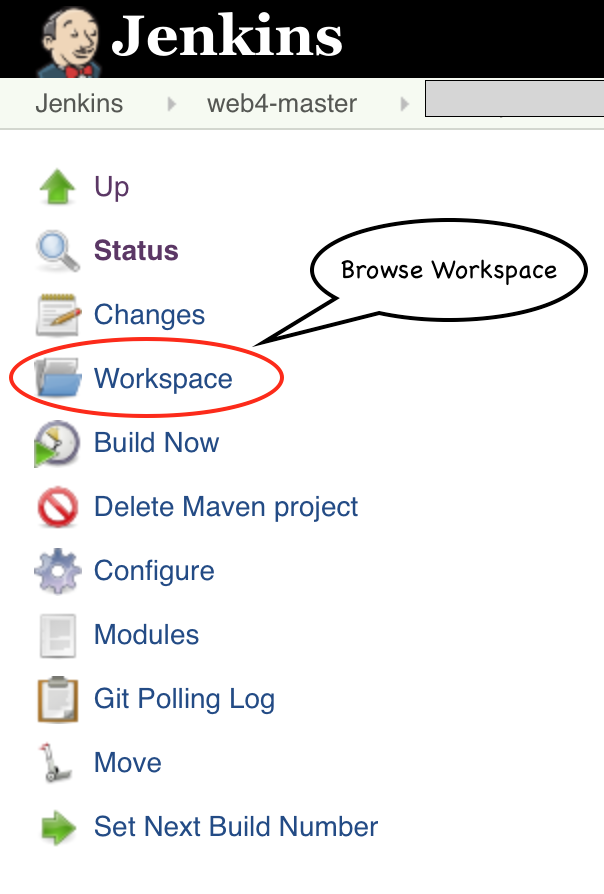 Jenkins
Jenkins web4-master
Up
Status
Browse Workspace
Changes
Workspace
Build Now
Delete Maven project
Configure
Modules
Git Polling Log
Move
Set Next Build Number